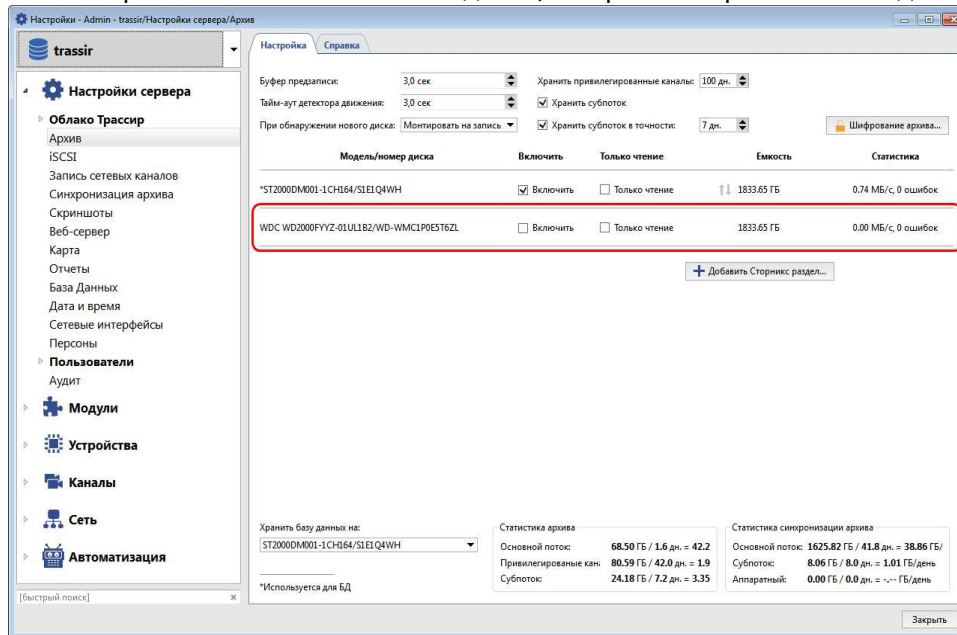 Настройки - Admin - trassir/Настройки сервера/Архив
trassir
Настройки сервера
Облако Трассир
Архив
iSCSI
Запись сетевых каналов
Синхронизация архива
Скриншоты
Веб-сервер
Карта
Отчеты
База Данных
Дата и время
Сетевые интерфейсы
Персоны
Пользователи
Аудит
Модули
Устройства
Каналы
Сеть
Автоматизация
[быстрый поиск]
Настройка Справка
Буфер предзаписи: 3,0 сек Хранить привилегированные каналы: 100 дн.
Тайм-аут детектора движения: 3,0 сек Хранить субпоток
При обнаружении нового диска: Монтировать на запись Хранить субпоток в точности: 7 дн. Шифрование архива...
Модель/номер диска Включить Только чтение Емкость Статистика
*ST2000DM001-1CH164/S1E1Q4WH Включить Только чтение 1833.65 ГБ 0.74 МБ/с, 0 ошибок
WDC WD2000FYYZ-01UL1B2/WD-WMC1P0E5T6ZL Включить Только чтение 1833.65 ГБ 0.00 МБ/с, 0 ошибок
Добавить Сторникс раздел...
Хранить базу данных на:
ST2000DM001-1CH164/S1E1Q4WH
*Используется для БД
Статистика архива
Основной поток: 68.50 ГБ / 1.6 дн. = 42.2
Привилегированые кан 80.59 ГБ / 42.0 дн. = 1.9
Субпоток: 24.18 ГБ / 7.2 дн. = 3.35
Статистика синхронизации архива
Основной поток: 1625.82 ГБ / 41.8 дн. = 38.86 ГБ/
Субпоток: 8.06 ГБ / 8.0 дн. = 1.01 ГБ/день
Аппаратный: 0.00 ГБ / 0.0 дн. = -.-- ГБ/день
Закрыть